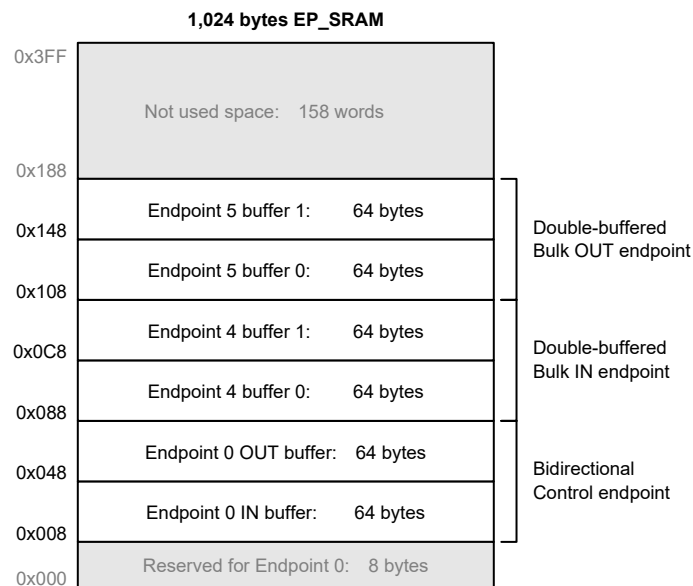 1,024 bytes EP_SRAM
0x3FF
Not used space: 158 words
0x188
Endpoint 5 buffer 1: 64 bytes
0x148
Double-buffered
Bulk OUT endpoint
Endpoint 5 buffer 0: 64 bytes
0x108
Endpoint 4 buffer 1: 64 bytes
0x0C8
Double-buffered
Bulk IN endpoint
Endpoint 4 buffer 0: 64 bytes
0x088
Endpoint 0 OUT buffer: 64 bytes
0x048
Bidirectional
Control endpoint
Endpoint 0 IN buffer: 64 bytes
0x008
Reserved for Endpoint 0: 8 bytes
0x000